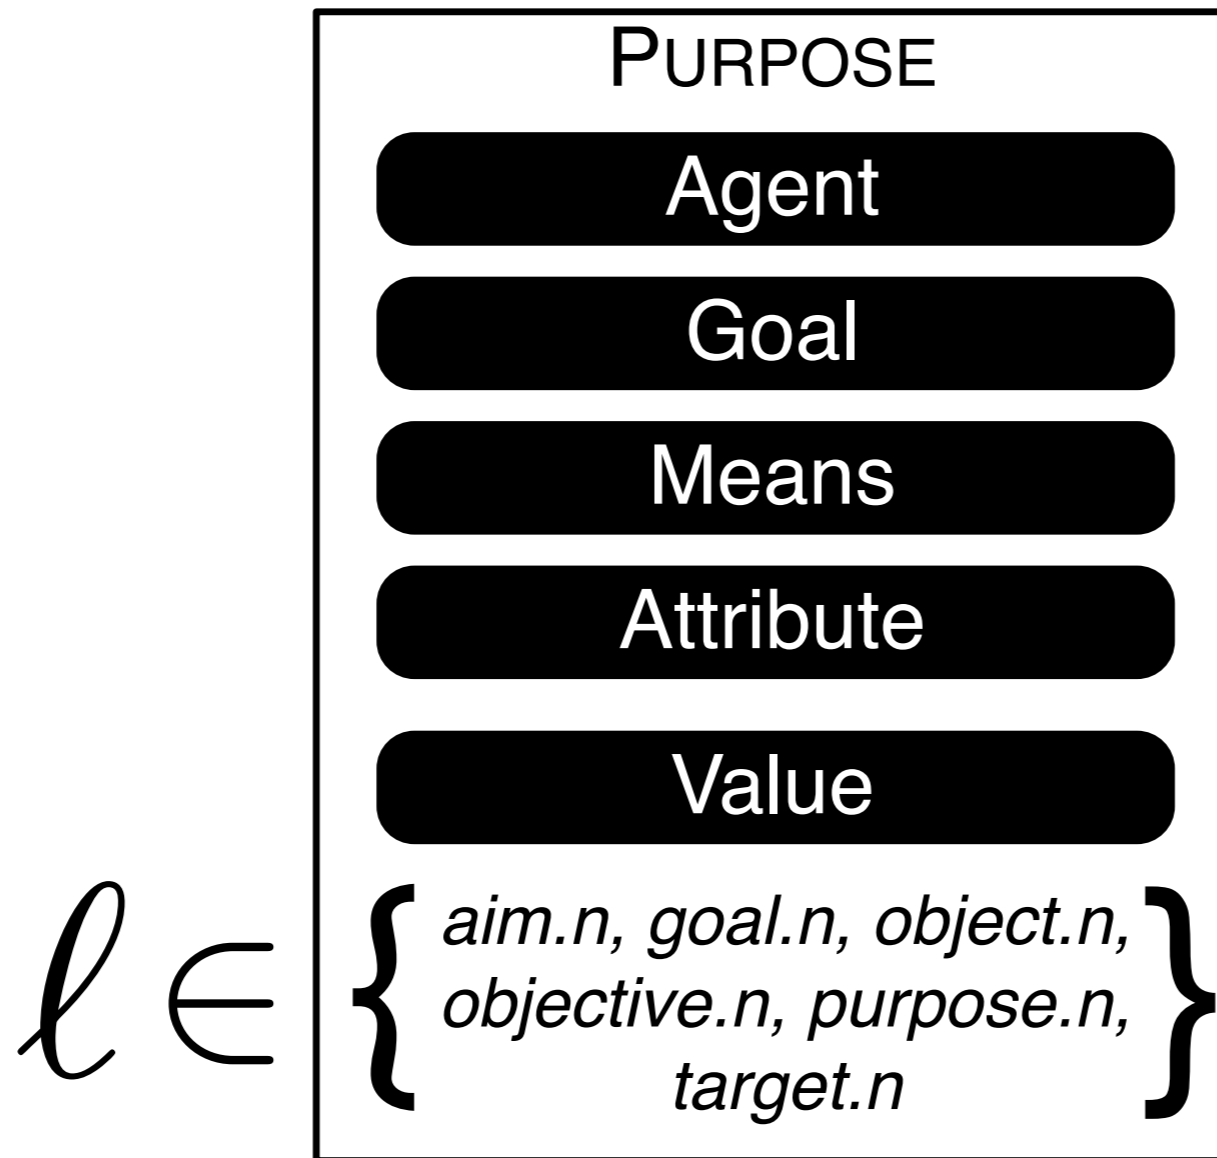 PURPOSE
Agent
Goal
Means
Attribute
Value
ℓ ∈ { aim.n, goal.n, object.n,
objective.n, purpose.n,
target.n }